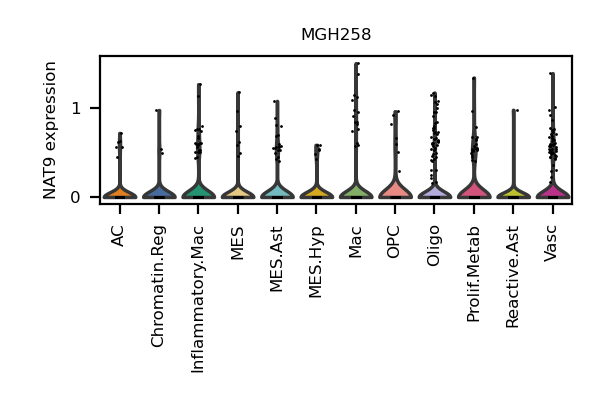 MGH258
NAT9 expression
1
0
AC
Chromatin.Reg
Inflammatory.Mac
MES
MES.Ast
MES.Hyp
Mac
OPC
Oligo
Prolif.Metab
Reactive.Ast
Vasc